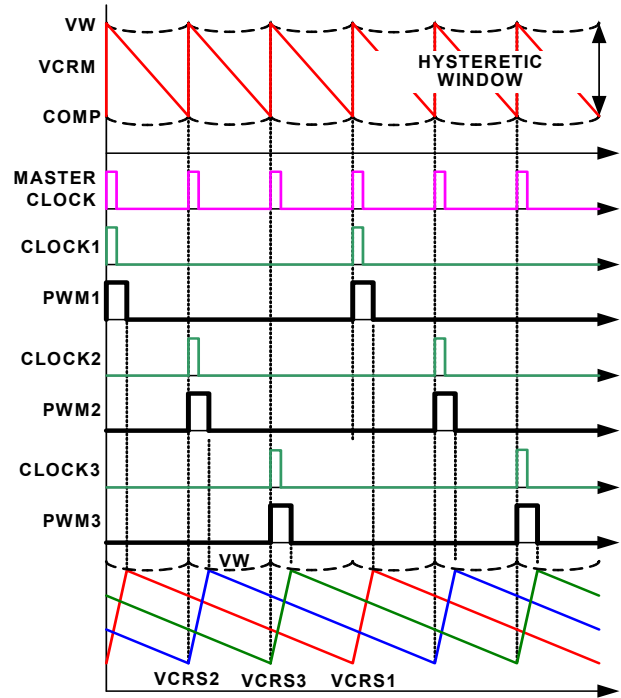 VW
VCRM
HYSTERETIC
WINDOW
COMP
MASTER
CLOCK
CLOCK1
PWM1
CLOCK2
PWM2
CLOCK3
PWM3
VW
VCRS2 VCRS3 VCRS1